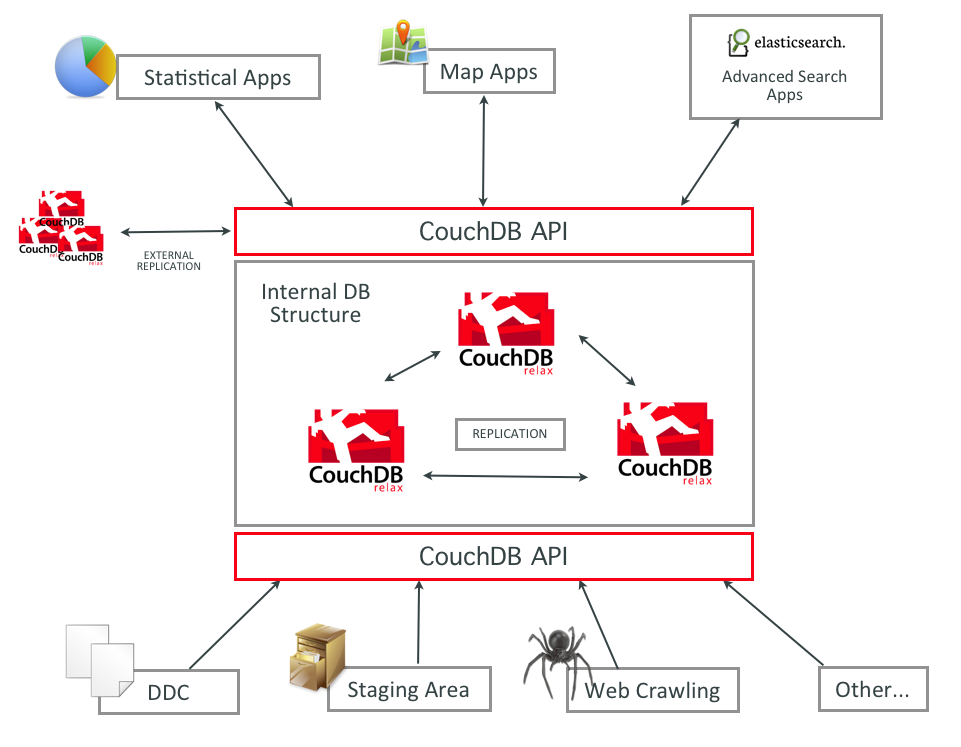 Statistical Apps
Map Apps
elasticsearch.
Advanced Search
Apps
CouchDB
CouchDB
relax
CouchDB
relax
EXTERNAL
REPLICATION
CouchDB API
Internal DB
Structure
CouchDB
relax
CouchDB
relax
REPLICATION
CouchDB
relax
CouchDB API
DDC
Staging Area
Web Crawling
Other...